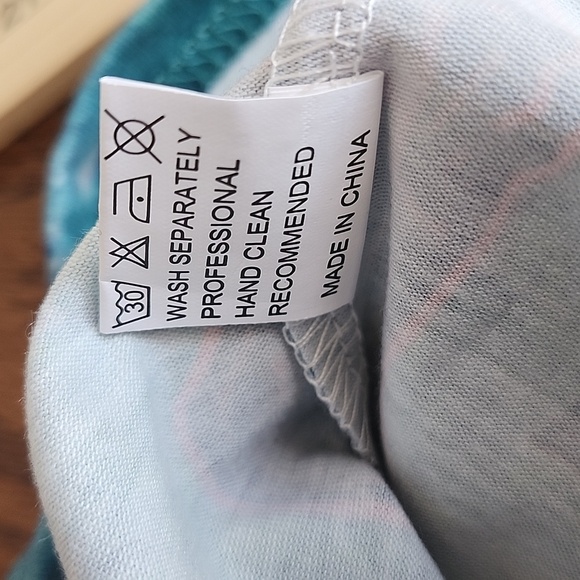 30
WASH SEPARATELY
PROFESSIONAL
HAND CLEAN
RECOMMENDED
MADE IN CHINA